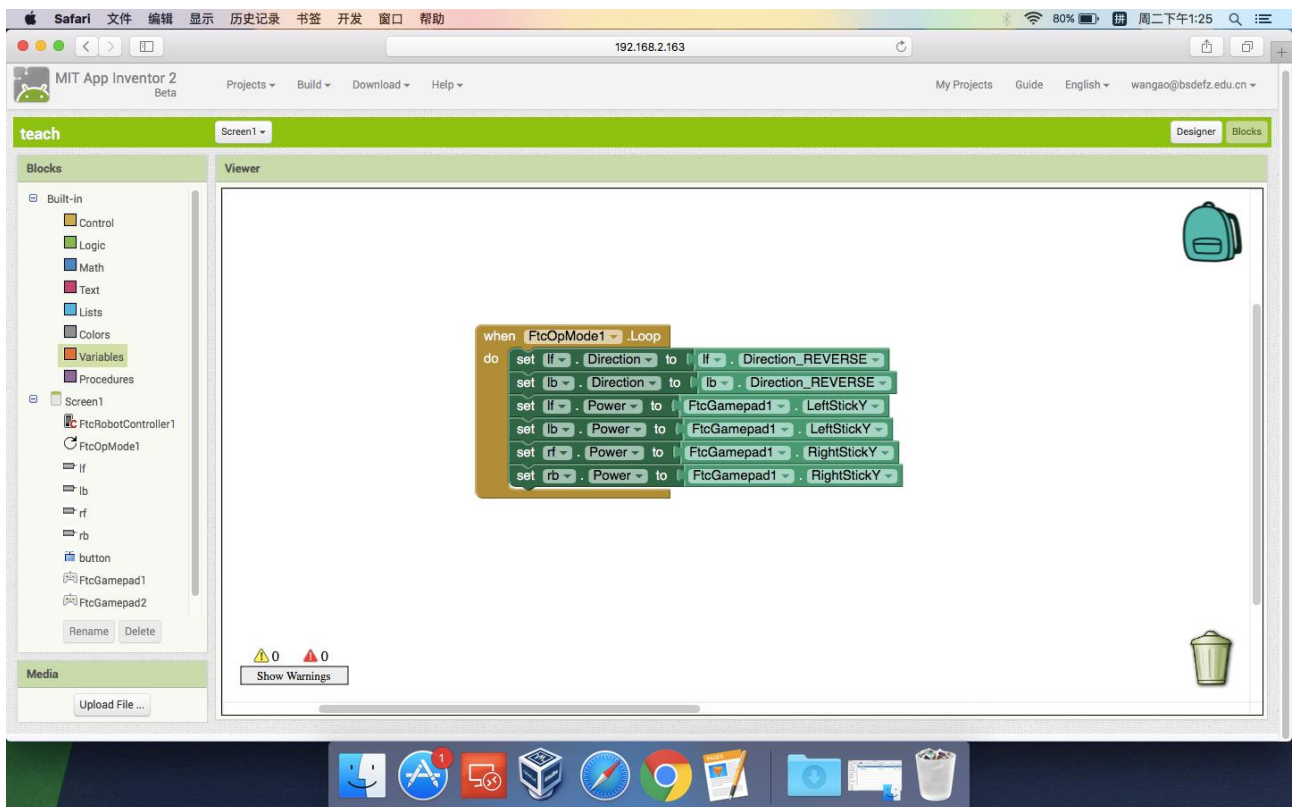 Safari 文件 编辑 显示 历史记录 书签 开发 窗口 帮助 80% 拼 周二下午1:25
192.168.2.163
MIT App Inventor 2
Beta
Projects Build Download Help My Projects Guide English wangao@bsdefz.edu.cn
teach Screen1 Designer Blocks
Blocks Viewer
Built-in
Control
Logic
Math
Text
Lists
Colors
Variables
Procedures
Screen1
FtcRobotController1
FtcOpMode1
lf
lb
rf
rb
button
FtcGamepad1
FtcGamepad2
Rename Delete
Media
Upload File ...
when FtcOpMode1 .Loop
do set lf . Direction to lf . Direction_REVERSE
set lb . Direction to lb . Direction_REVERSE
set lf . Power to FtcGamepad1 . LeftStickY
set lb . Power to FtcGamepad1 . LeftStickY
set rf . Power to FtcGamepad1 . RightStickY
set rb . Power to FtcGamepad1 . RightStickY
0 0
Show Warnings
1